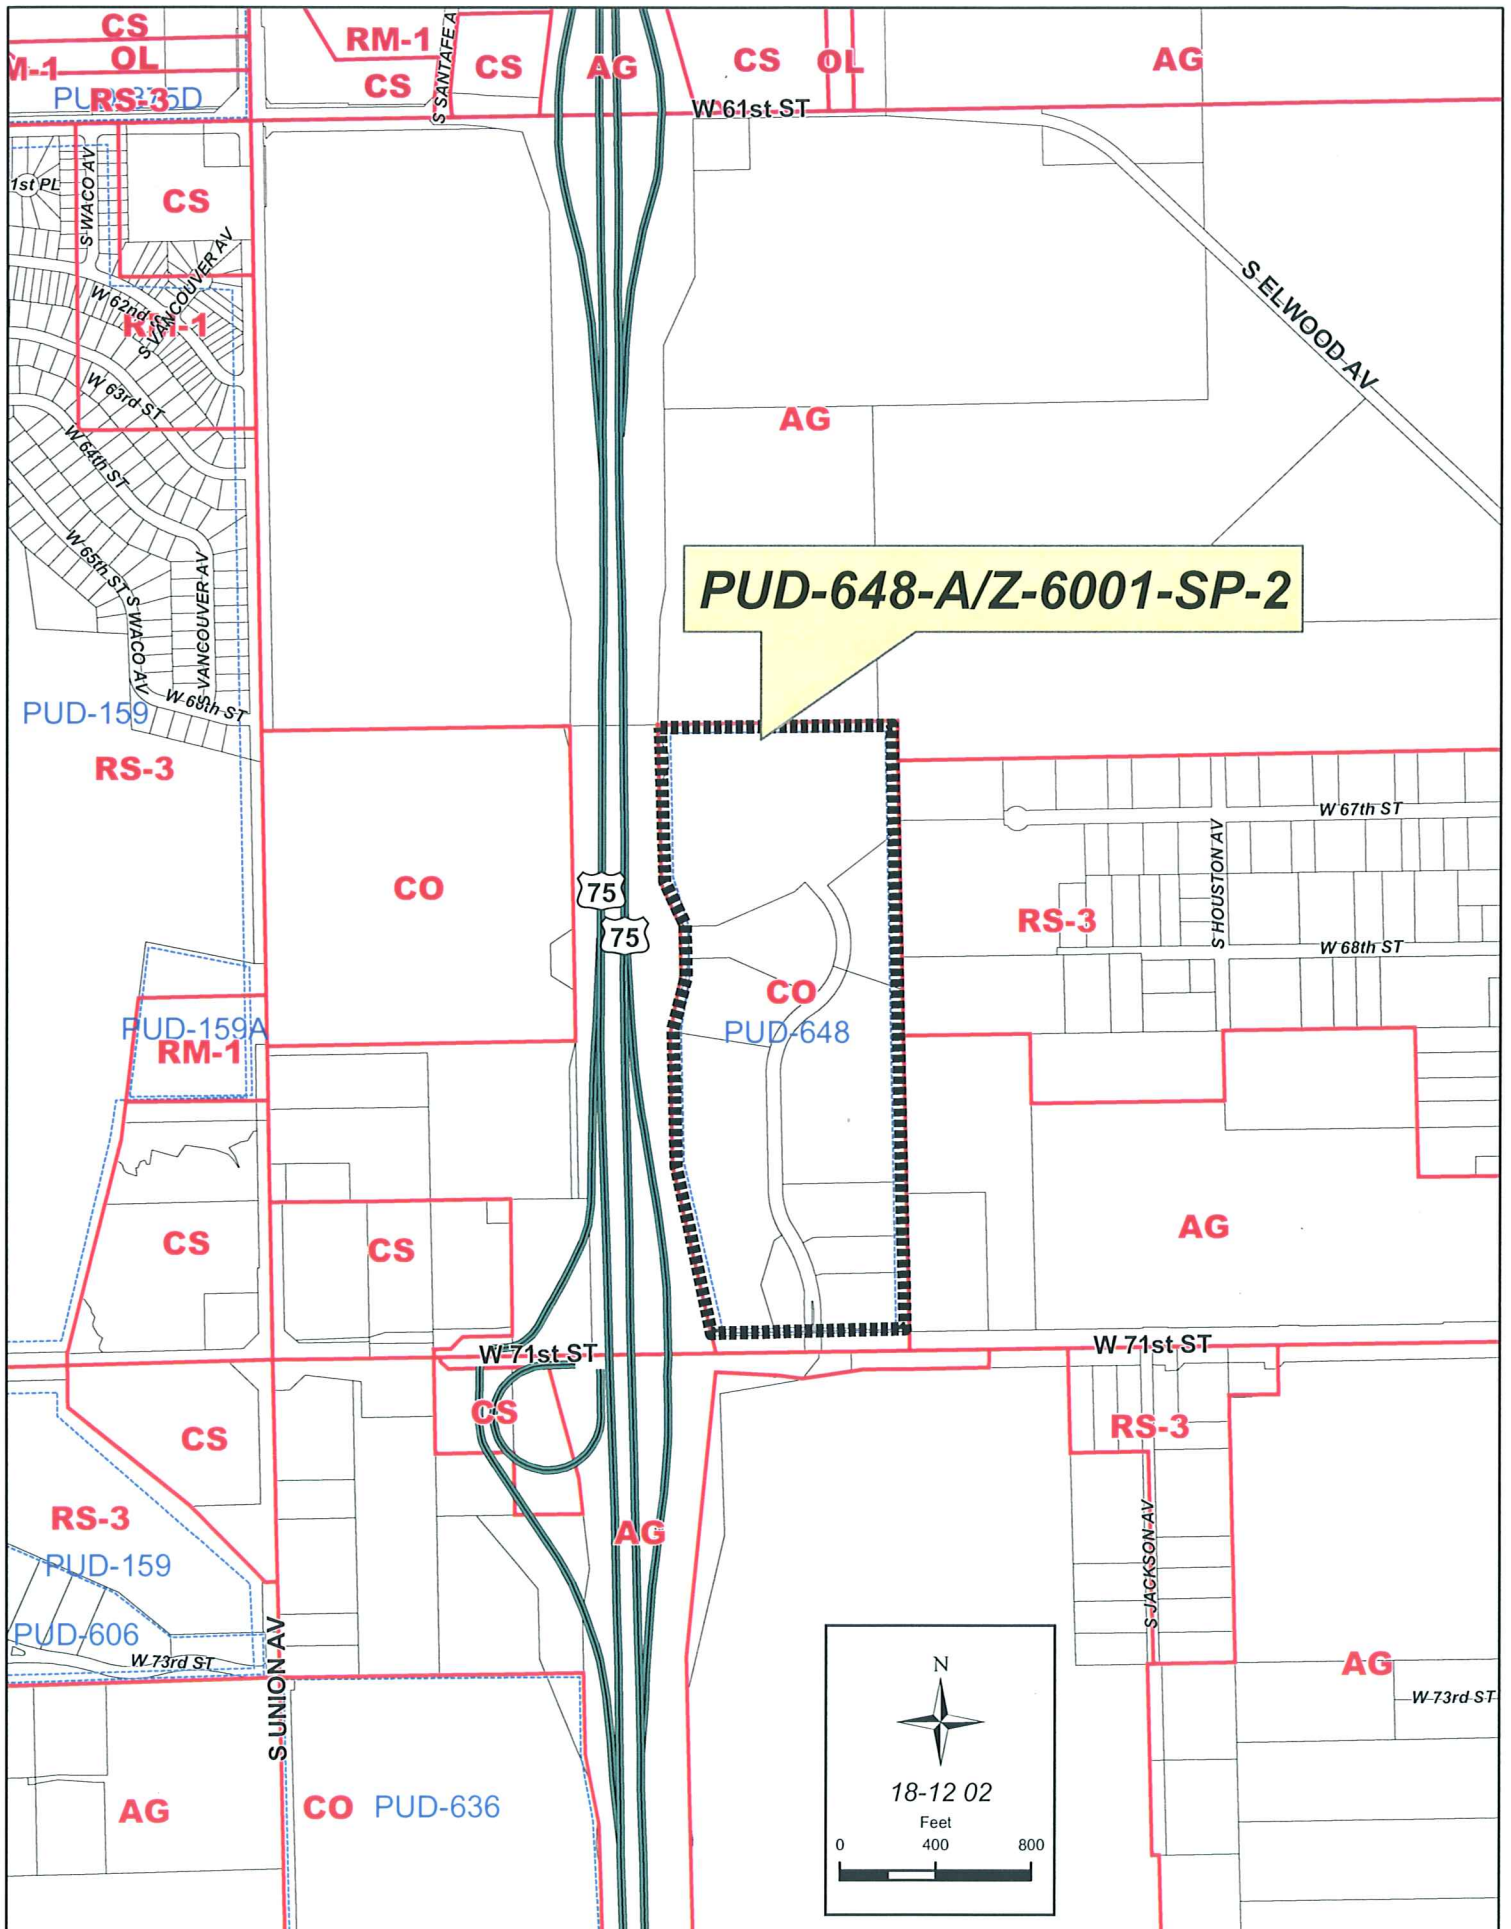 CS
OL
M-1
RS-3
RM-1
CS
S SANTAFE A
CS
AG
CS
OL
AG
W 61st ST
1st PL
S WACO AV
CS
S VANCOUVER AV
W 62nd
RM-1
W 63rd ST
W 64th ST
W 65th ST
S WACO AV
S VANCOUVER AV
W 66th ST
S ELWOOD AV
AG
PUD-648-A/Z-6001-SP-2
PUD-159
RS-3
CO
75
75
CO
PUD-648
W 67th ST
S HOUSTON AV
RS-3
W 68th ST
PUD-159A
RM-1
CS
CS
AG
W 71st ST
W 71st ST
CS
CS
RS-3
RS-3
PUD-159
AG
S JACKSON AV
PUD-606
W 73rd ST
S UNION AV
AG
W 73rd ST
AG
CO
PUD-636
N
18-12 02
Feet
0 400 800